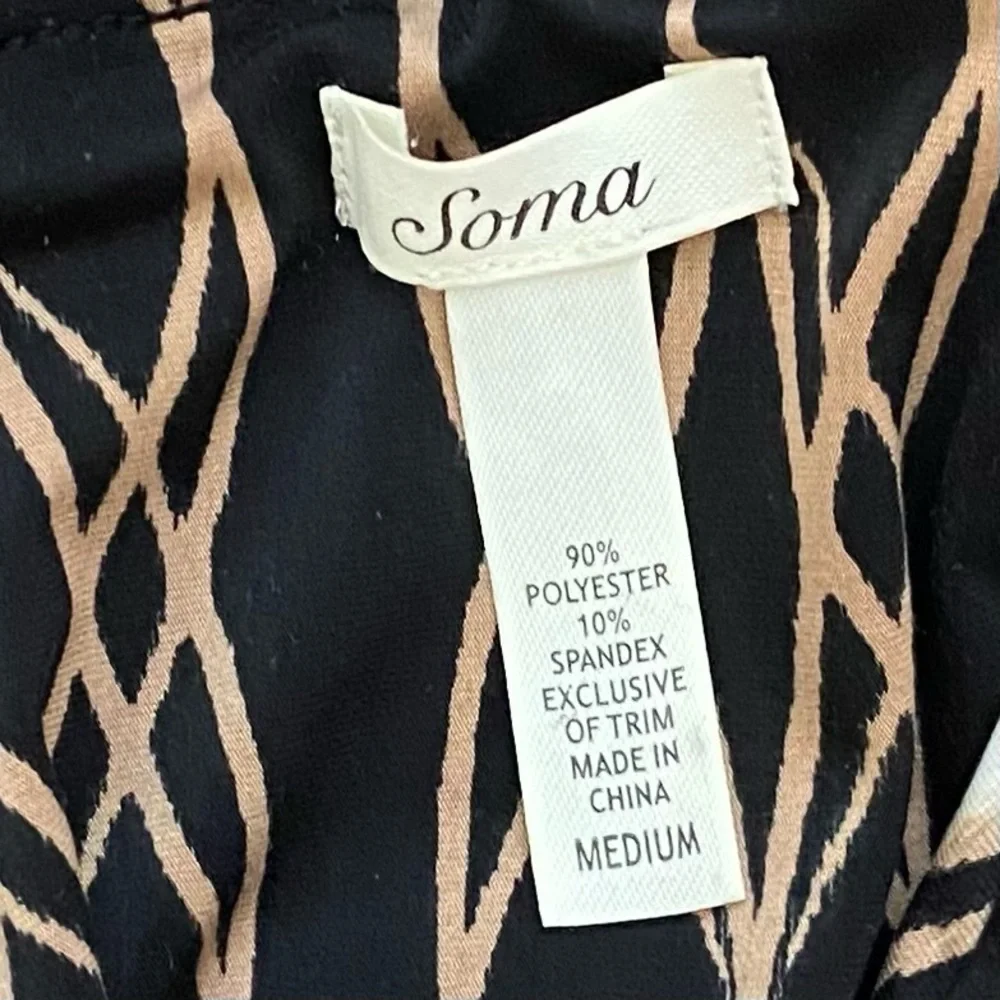 Soma
90%
POLYESTER
10%
SPANDEX
EXCLUSIVE
OF TRIM
MADE IN
CHINA
MEDIUM